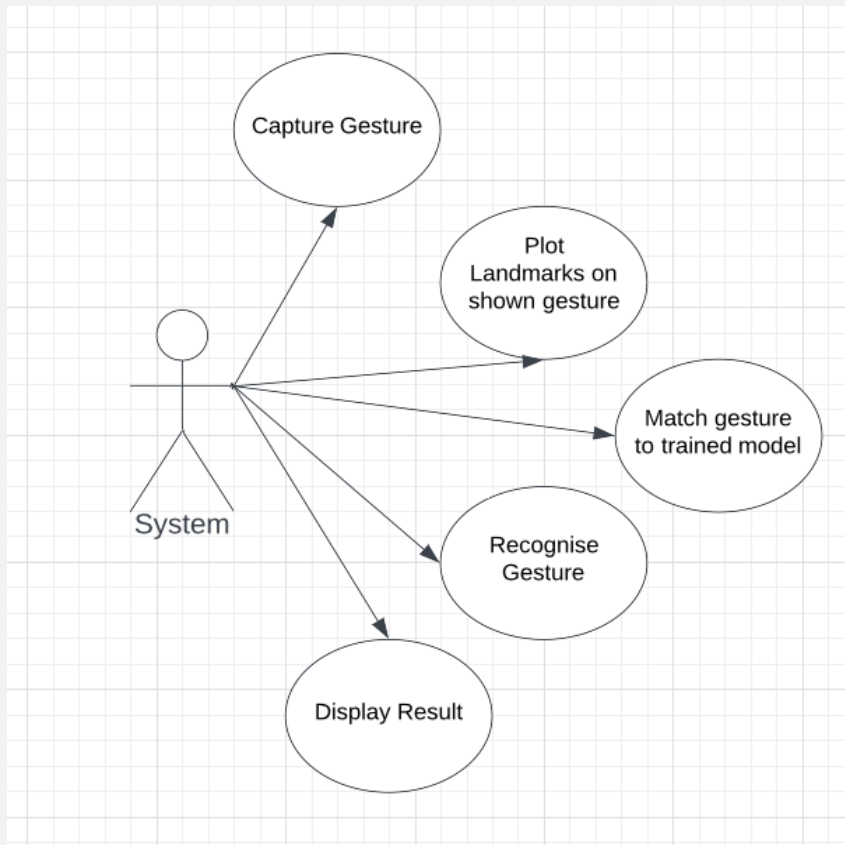 Capture Gesture
Plot
Landmarks on
shown gesture
Match gesture
to trained model
System
Recognise
Gesture
Display Result